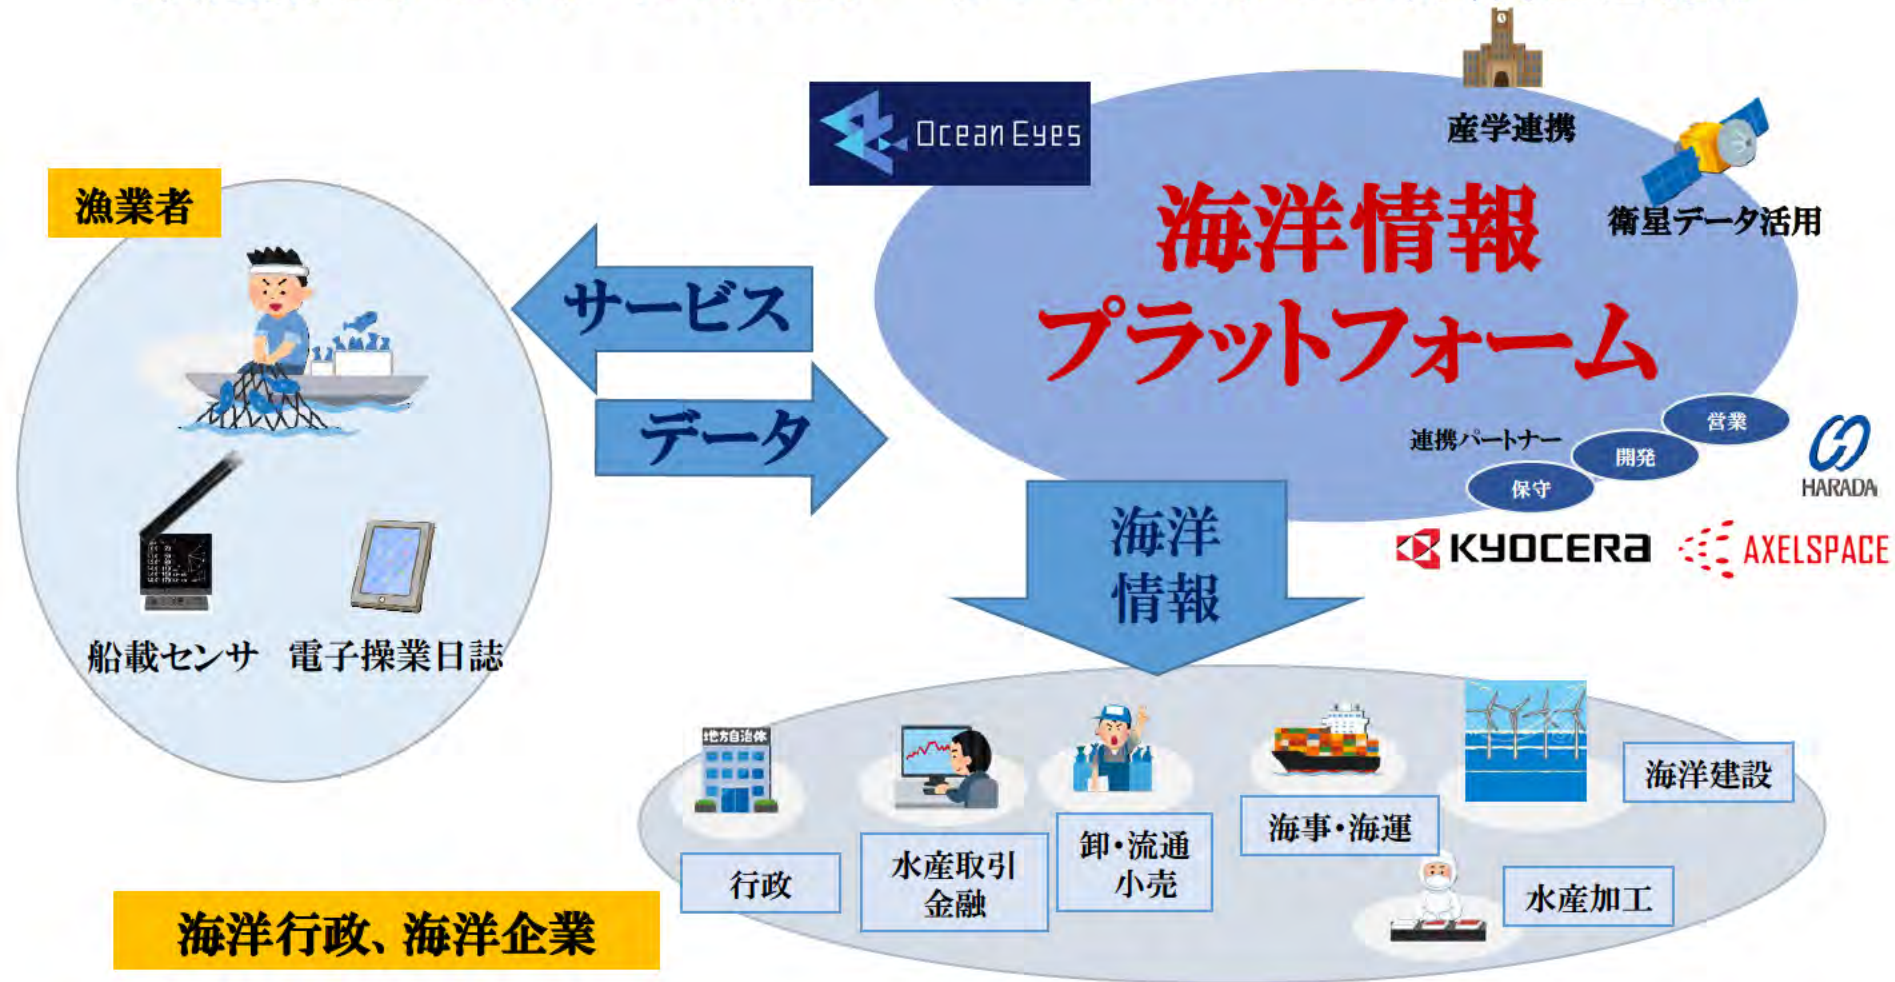 産学連携
Ocean Eyes
海洋情報
プラットフォーム
衛星データ活用
漁業者
サービス
データ
連携パートナー
営業
開発
保守
HARADA
KYOCERA
AXELSPACE
海洋
情報
船載センサ
電子操業日誌
地方自治体
行政
水産取引
金融
卸・流通
小売
海事・海運
海洋建設
水産加工
海洋行政、海洋企業